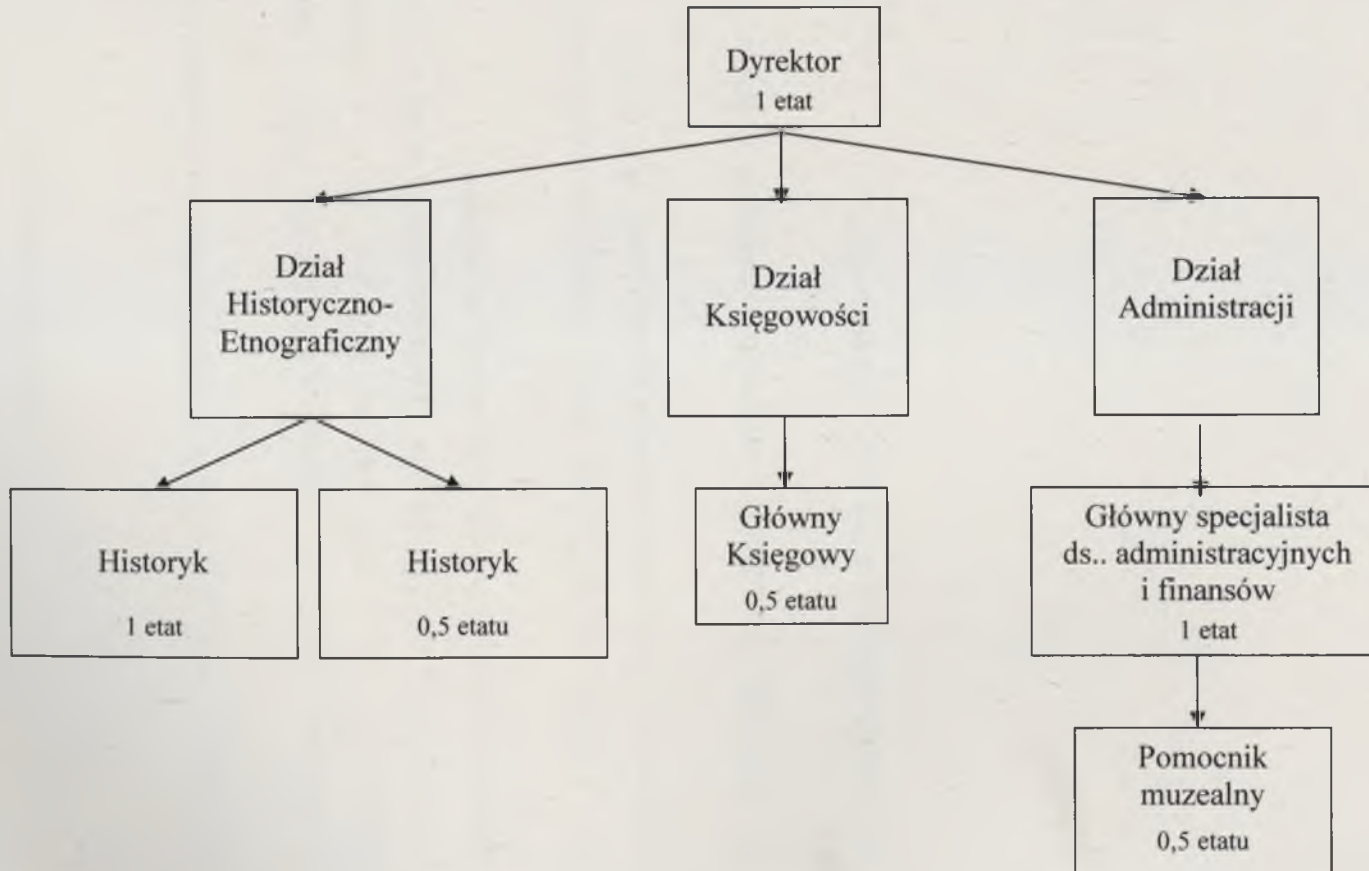 Dyrektor
1 etat
Dział
Historyczno-
Etnograficzny
Dział
Księgowości
Dział
Administracji
Historyk
1 etat
Historyk
0,5 etatu
Główny
Księgowy
0,5 etatu
Główny specjalista
ds.. administracyjnych
i finansów
1 etat
Pomocnik
muzealny
0,5 etatu